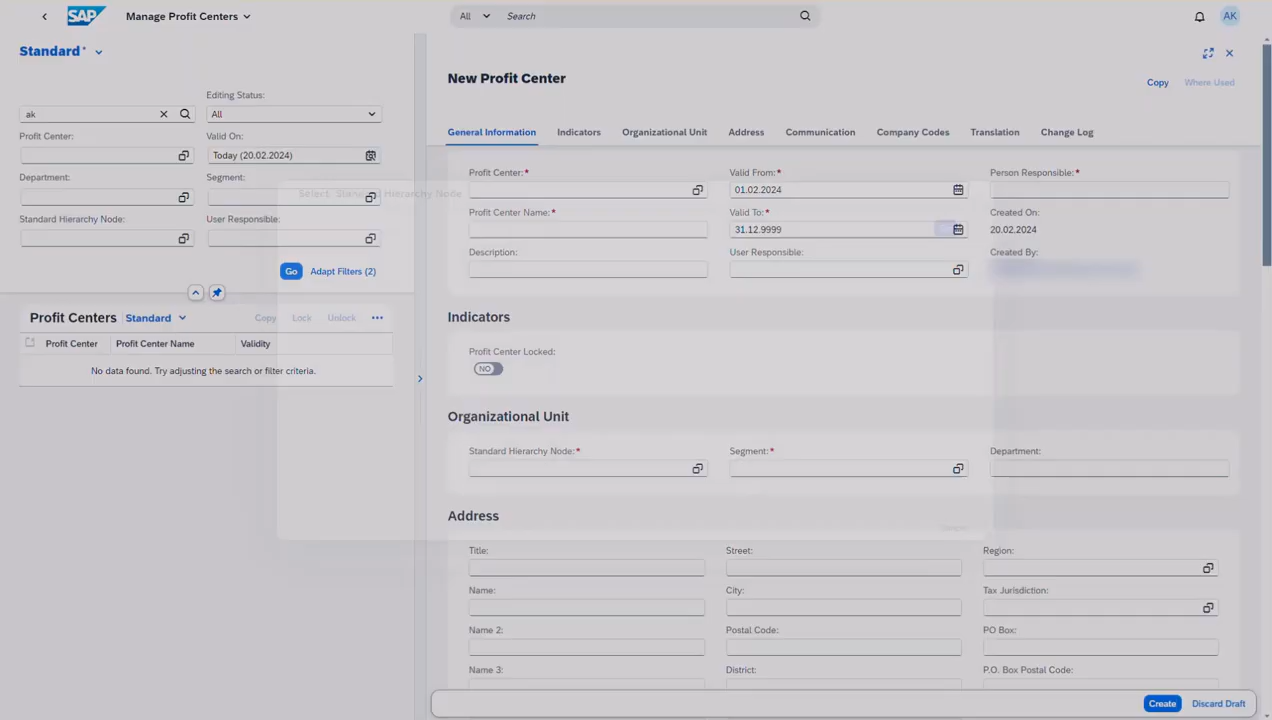 SAP
Manage Profit Centers
All
Search
AK
Standard*
ak
Editing Status:
All
Profit Center:
Valid On:
Today (20.02.2024)
Department:
Segment:
Standard Hierarchy Node:
User Responsible:
Go
Adapt Filters (2)
Profit Centers
Standard
Copy
Lock
Unlock
Profit Center
Profit Center Name
Validity
No data found. Try adjusting the search or filter criteria.
Select: Standard Hierarchy Node
New Profit Center
Copy
Where Used
General Information
Indicators
Organizational Unit
Address
Communication
Company Codes
Translation
Change Log
Profit Center:*
Valid From:*
Person Responsible:*
01.02.2024
Profit Center Name:*
Valid To:*
Created On:
31.12.9999
20.02.2024
Description:
User Responsible:
Created By:
Indicators
Profit Center Locked:
NO
Organizational Unit
Standard Hierarchy Node:*
Segment:*
Department:
Address
Title:
Street:
Region:
Name:
City:
Tax Jurisdiction:
Name 2:
Postal Code:
PO Box:
Name 3:
District:
P.O. Box Postal Code:
Create
Discard Draft